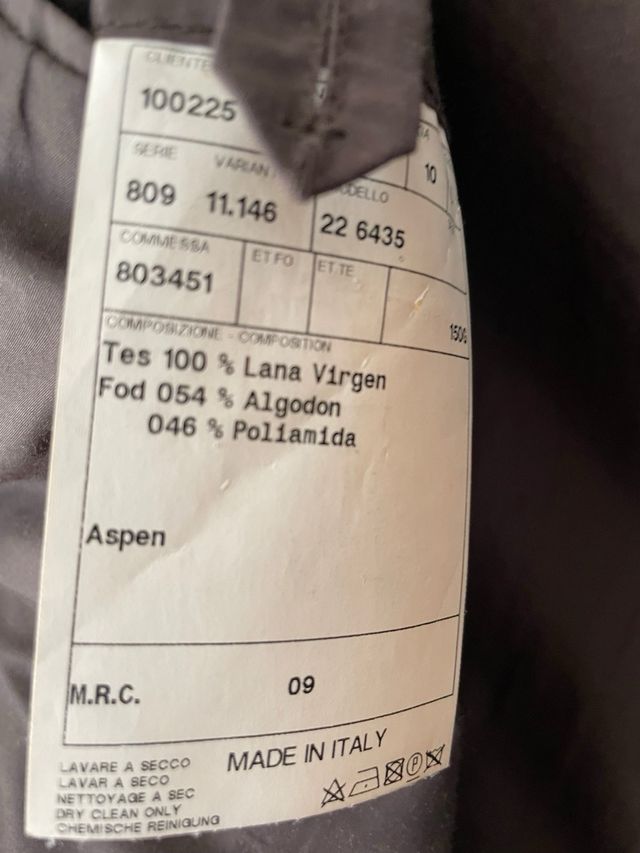 CLIENTE
100225
10
SERIE
809 11.146
22 6435
COMMESSA ET.FO ET.TE
803451
COMPOSIZIONE - COMPOSITION
Tes 100 % Lana Virgen
Fod 054 % Algodon
046 % Poliamida
Aspen
M.R.C. 09
MADE IN ITALY
LAVARE A SECCO
LAVAR A SECO
NETTOYAGE A SEC
DRY CLEAN ONLY
CHEMISCHE REINIGUNG
P